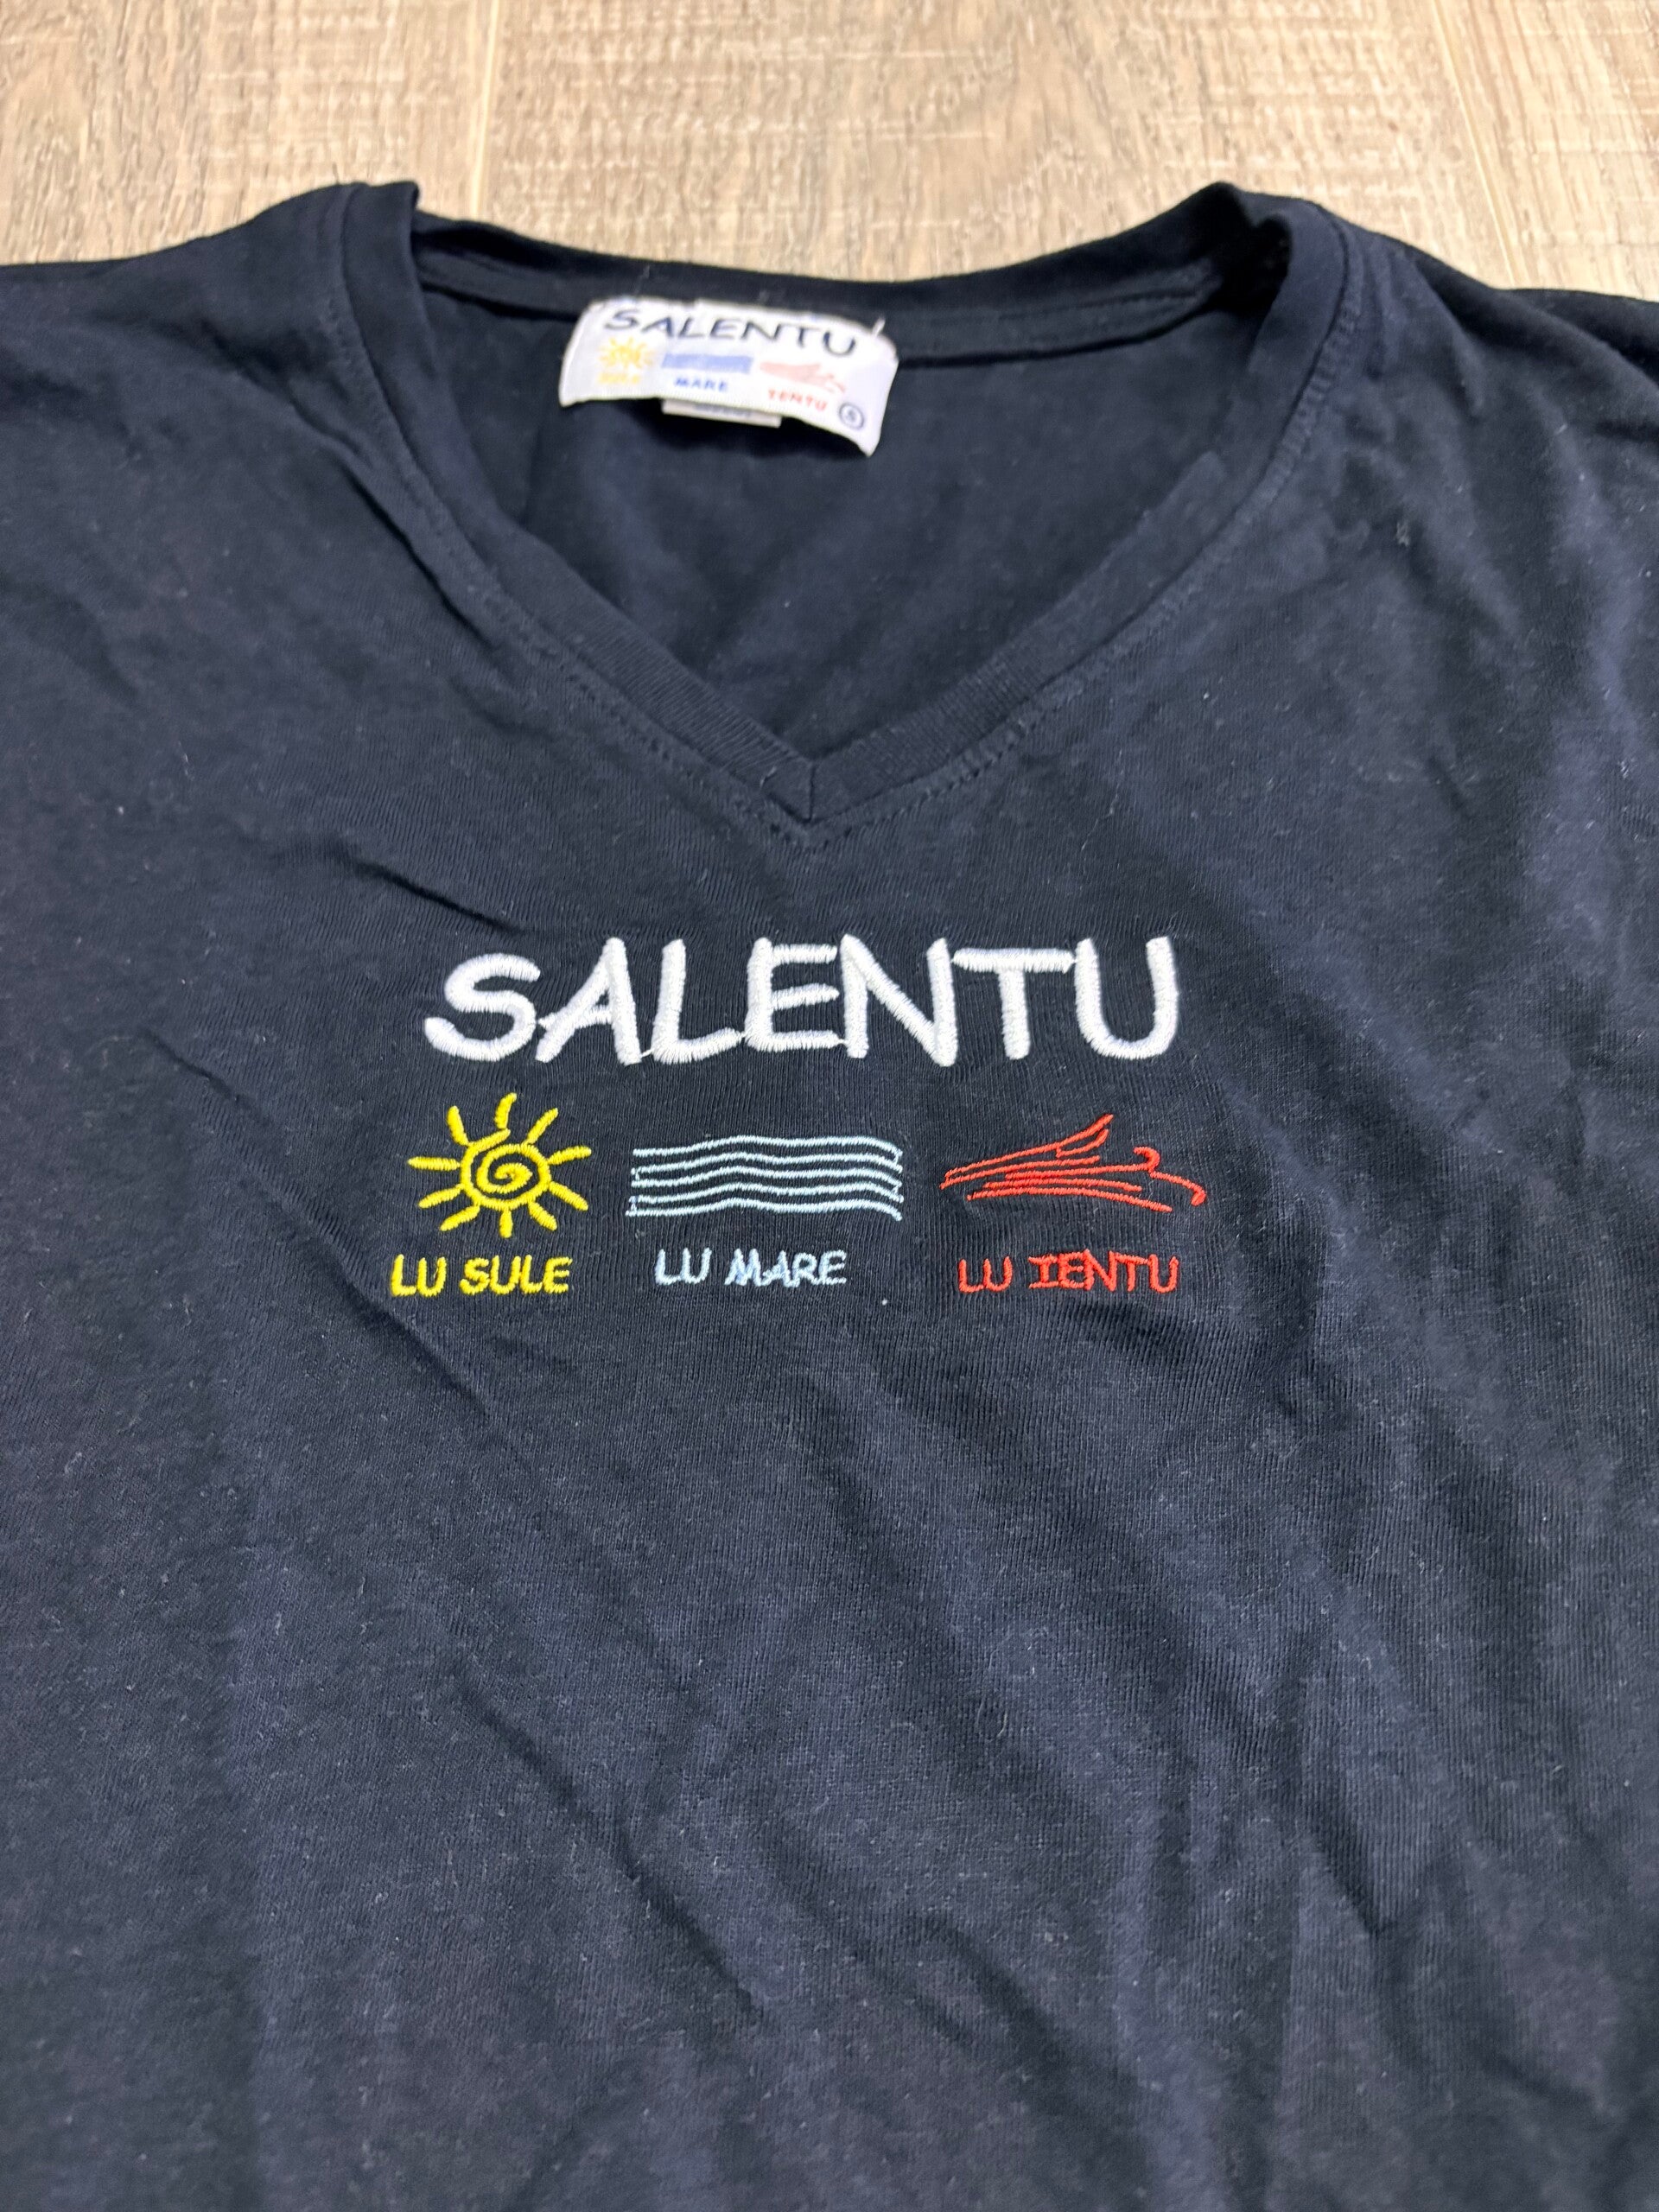 SALENTU
MARE
IENTU
S
SALENTU
LU SULE LU MARE LU IENTU